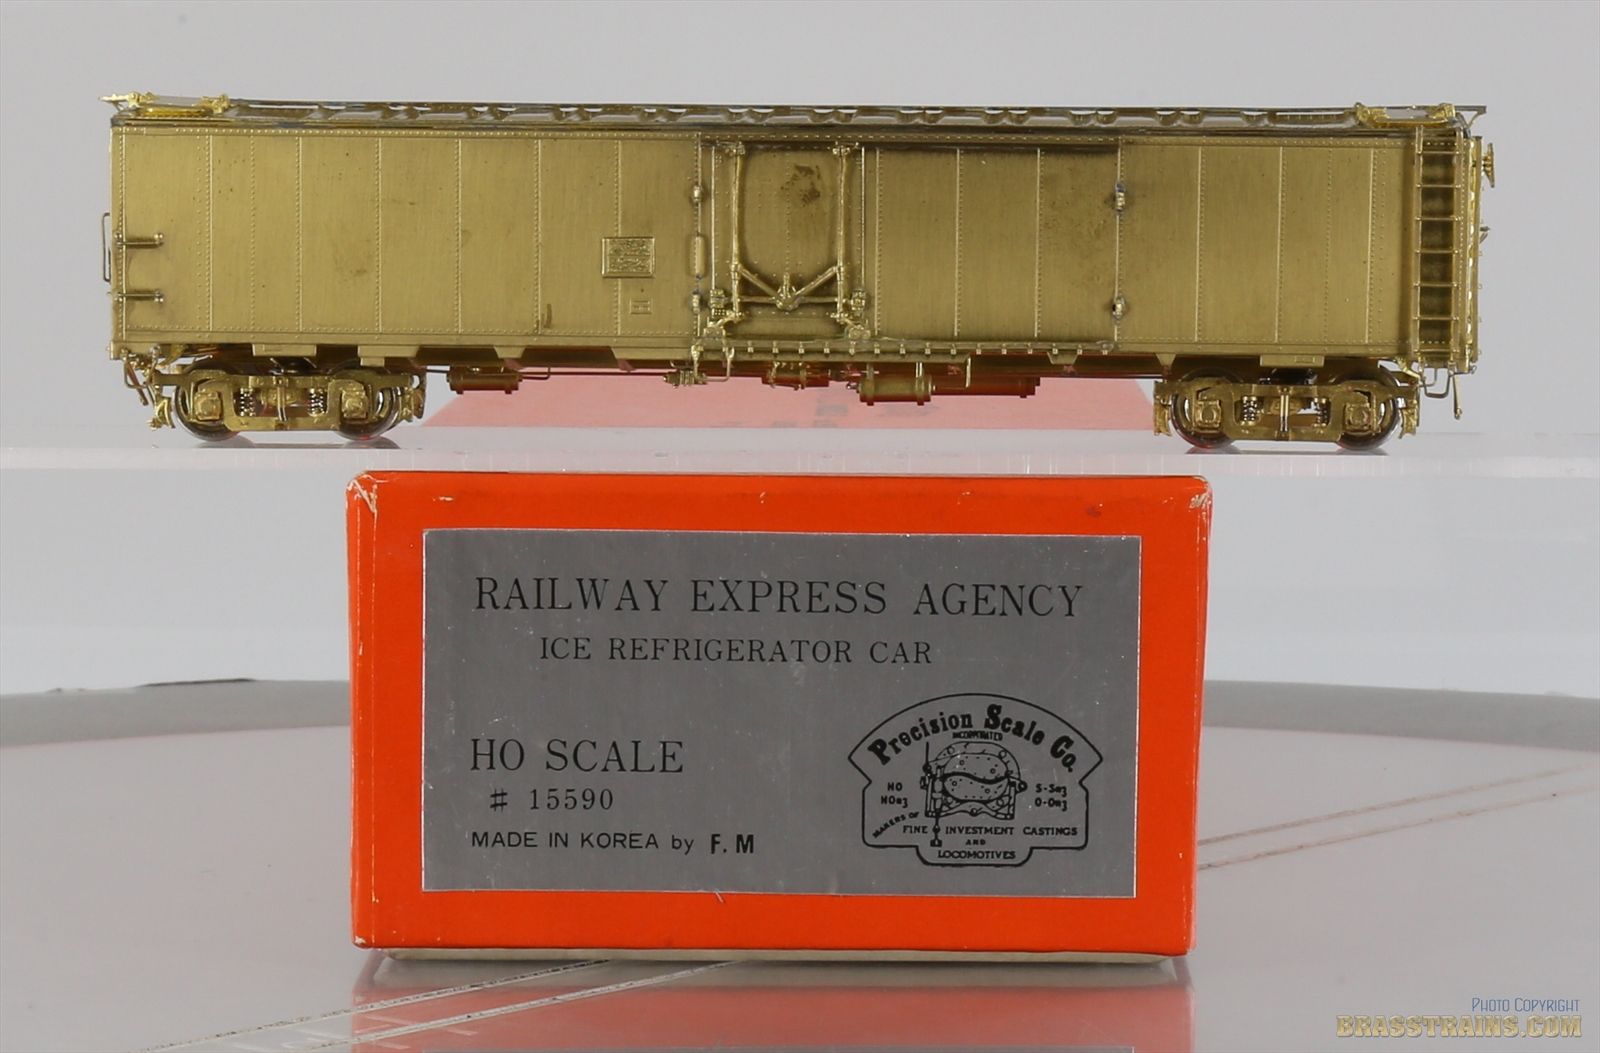 RAILWAY EXPRESS AGENCY
ICE REFRIGERATOR CAR
HO SCALE
# 15590
MADE IN KOREA by F.M
Precision Scale Co.
INCORPORATED
HO
HOn3
S-Sn3
O-On3
MAKERS OF
FINE INVESTMENT CASTINGS
AND
LOCOMOTIVES
PHOTO COPYRIGHT
BRASSTRAINS.COM